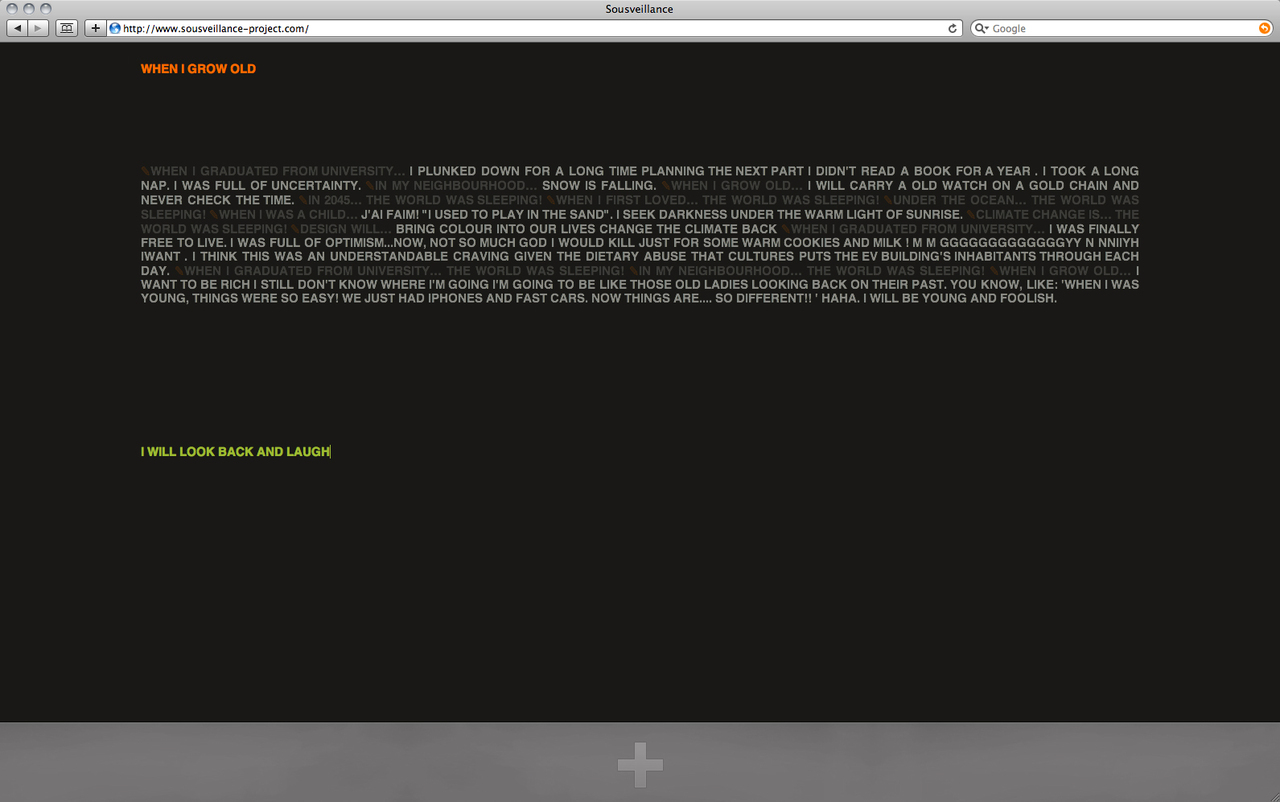 Sousveillance
http://www.sousveillance-project.com/
Google
WHEN I GROW OLD
WHEN I GRADUATED FROM UNIVERSITY... I PLUNKED DOWN FOR A LONG TIME PLANNING THE NEXT PART I DIDN'T READ A BOOK FOR A YEAR . I TOOK A LONG
NAP. I WAS FULL OF UNCERTAINTY. IN MY NEIGHBOURHOOD... SNOW IS FALLING. WHEN I GROW OLD... I WILL CARRY A OLD WATCH ON A GOLD CHAIN AND
NEVER CHECK THE TIME. IN 2045... THE WORLD WAS SLEEPING! WHEN I FIRST LOVED... THE WORLD WAS SLEEPING! UNDER THE OCEAN... THE WORLD WAS
SLEEPING! WHEN I WAS A CHILD... J'AI FAIM! "I USED TO PLAY IN THE SAND". I SEEK DARKNESS UNDER THE WARM LIGHT OF SUNRISE. CLIMATE CHANGE IS... THE
WORLD WAS SLEEPING! DESIGN WILL... BRING COLOUR INTO OUR LIVES CHANGE THE CLIMATE BACK WHEN I GRADUATED FROM UNIVERSITY... I WAS FINALLY
FREE TO LIVE. I WAS FULL OF OPTIMISM...NOW, NOT SO MUCH GOD I WOULD KILL JUST FOR SOME WARM COOKIES AND MILK ! M M GGGGGGGGGGGGGYY N NNIIYH
IWANT . I THINK THIS WAS AN UNDERSTANDABLE CRAVING GIVEN THE DIETARY ABUSE THAT CULTURES PUTS THE EV BUILDING'S INHABITANTS THROUGH EACH
DAY. WHEN I GRADUATED FROM UNIVERSITY... THE WORLD WAS SLEEPING! IN MY NEIGHBOURHOOD... THE WORLD WAS SLEEPING! WHEN I GROW OLD... I
WANT TO BE RICH I STILL DON'T KNOW WHERE I'M GOING I'M GOING TO BE LIKE THOSE OLD LADIES LOOKING BACK ON THEIR PAST. YOU KNOW, LIKE: 'WHEN I WAS
YOUNG, THINGS WERE SO EASY! WE JUST HAD IPHONES AND FAST CARS. NOW THINGS ARE.... SO DIFFERENT!! ' HAHA. I WILL BE YOUNG AND FOOLISH.
I WILL LOOK BACK AND LAUGH